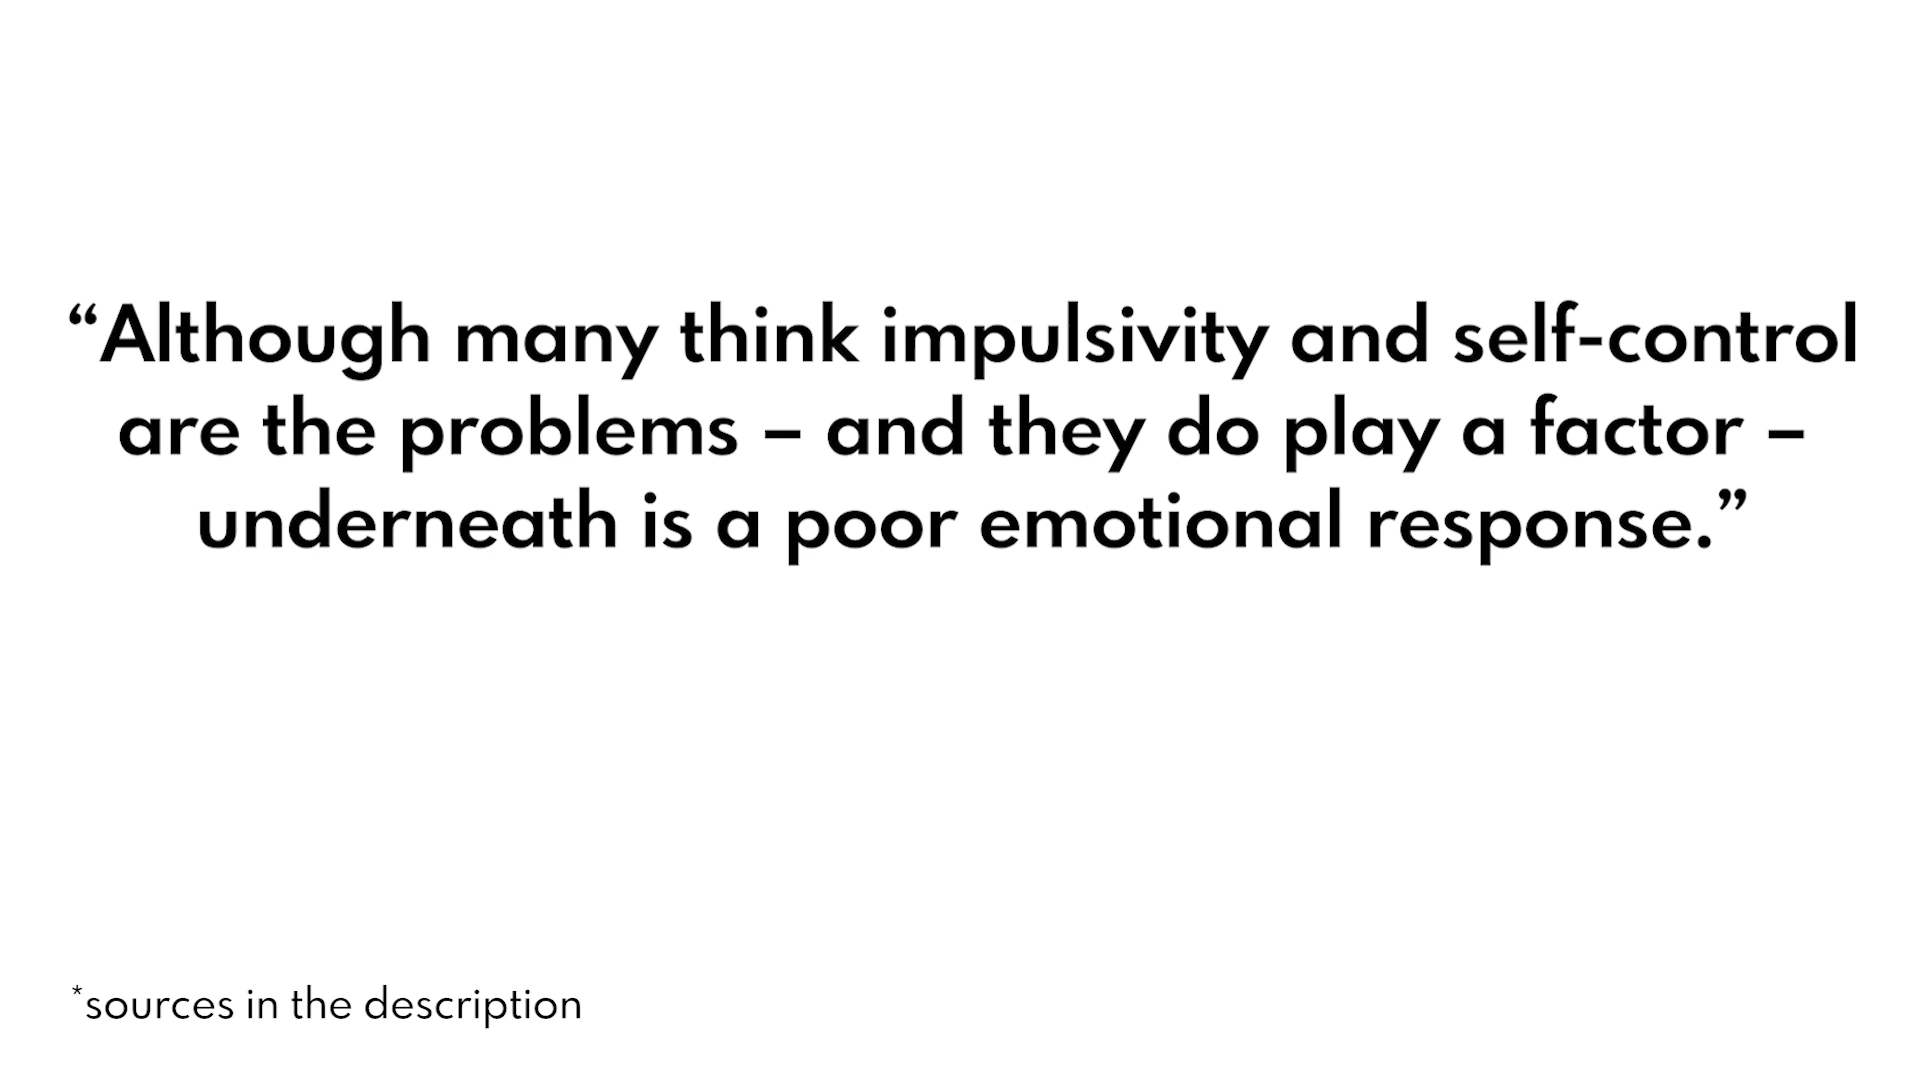 “Although many think impulsivity and self-control
are the problems – and they do play a factor –
underneath is a poor emotional response.”
*sources in the description